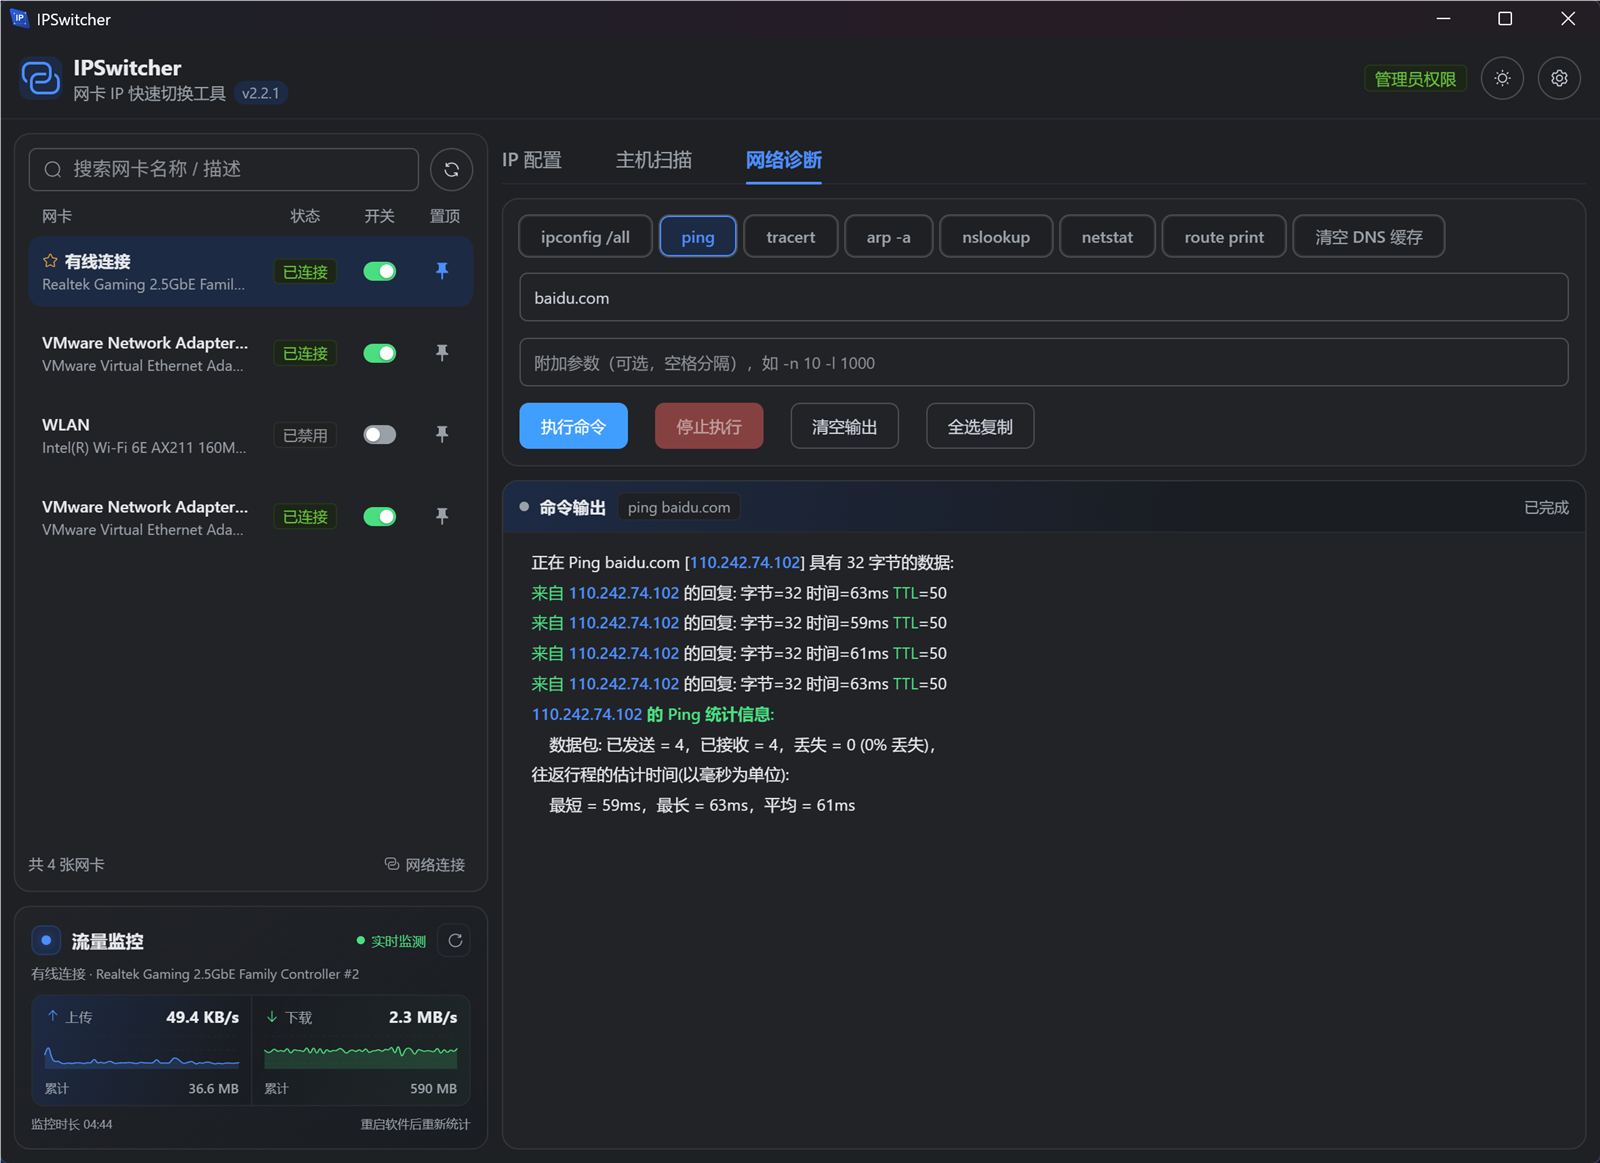 IPSwitcher
IPSwitcher
网卡 IP 快速切换工具 v2.2.1
管理员权限
搜索网卡名称 / 描述
网卡 状态 开关 置顶
有线连接
Realtek Gaming 2.5GbE Famil...
已连接
VMware Network Adapter...
VMware Virtual Ethernet Ada...
已连接
WLAN
Intel(R) Wi-Fi 6E AX211 160M...
已禁用
VMware Network Adapter...
VMware Virtual Ethernet Ada...
已连接
共 4 张网卡 网络连接
流量监控 实时监测
有线连接 · Realtek Gaming 2.5GbE Family Controller #2
上传 49.4 KB/s
累计 36.6 MB
下载 2.3 MB/s
累计 590 MB
监控时长 04:44 重启软件后重新统计
IP 配置 主机扫描 网络诊断
ipconfig /all ping tracert arp -a nslookup netstat route print 清空 DNS 缓存
baidu.com
附加参数（可选，空格分隔），如 -n 10 -l 1000
执行命令 停止执行 清空输出 全选复制
命令输出 ping baidu.com 已完成
正在 Ping baidu.com [110.242.74.102] 具有 32 字节的数据:
来自 110.242.74.102 的回复: 字节=32 时间=63ms TTL=50
来自 110.242.74.102 的回复: 字节=32 时间=59ms TTL=50
来自 110.242.74.102 的回复: 字节=32 时间=61ms TTL=50
来自 110.242.74.102 的回复: 字节=32 时间=63ms TTL=50
110.242.74.102 的 Ping 统计信息:
数据包: 已发送 = 4，已接收 = 4，丢失 = 0 (0% 丢失)，
往返行程的估计时间(以毫秒为单位):
最短 = 59ms，最长 = 63ms，平均 = 61ms